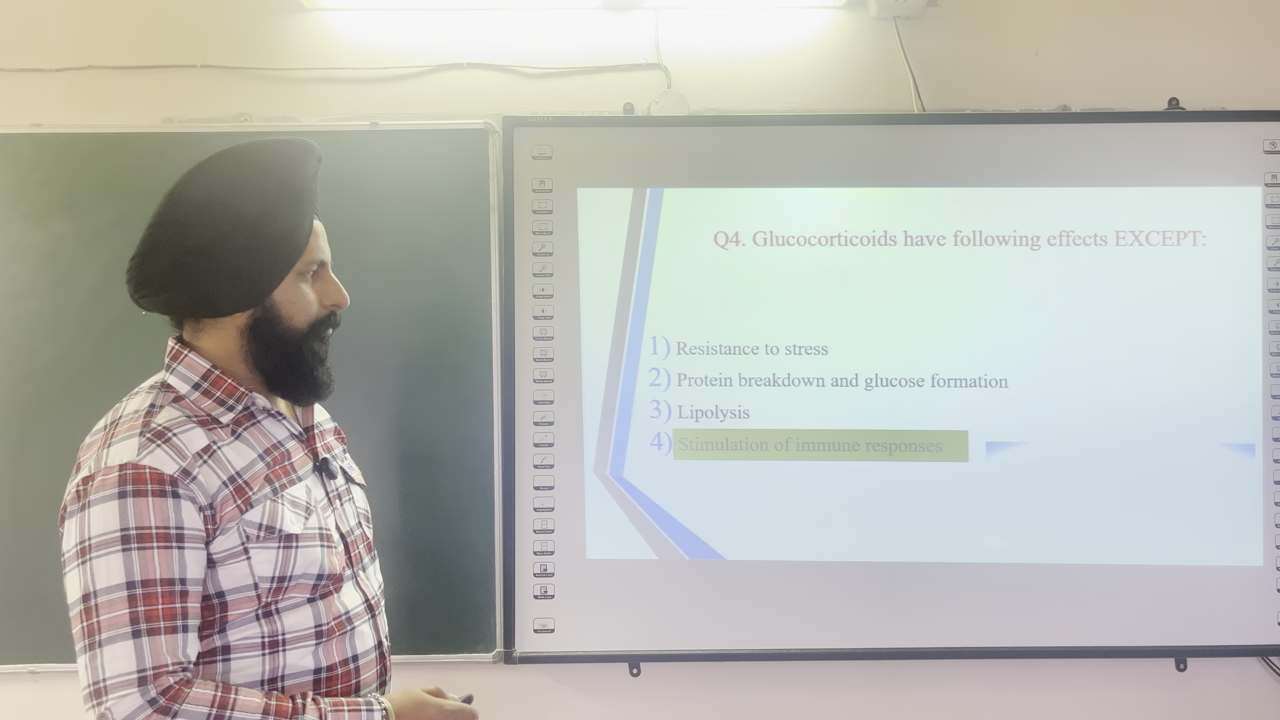 Q4. Glucocorticoids have following effects EXCEPT:
1) Resistance to stress
2) Protein breakdown and glucose formation
3) Lipolysis
4) Stimulation of immune responses